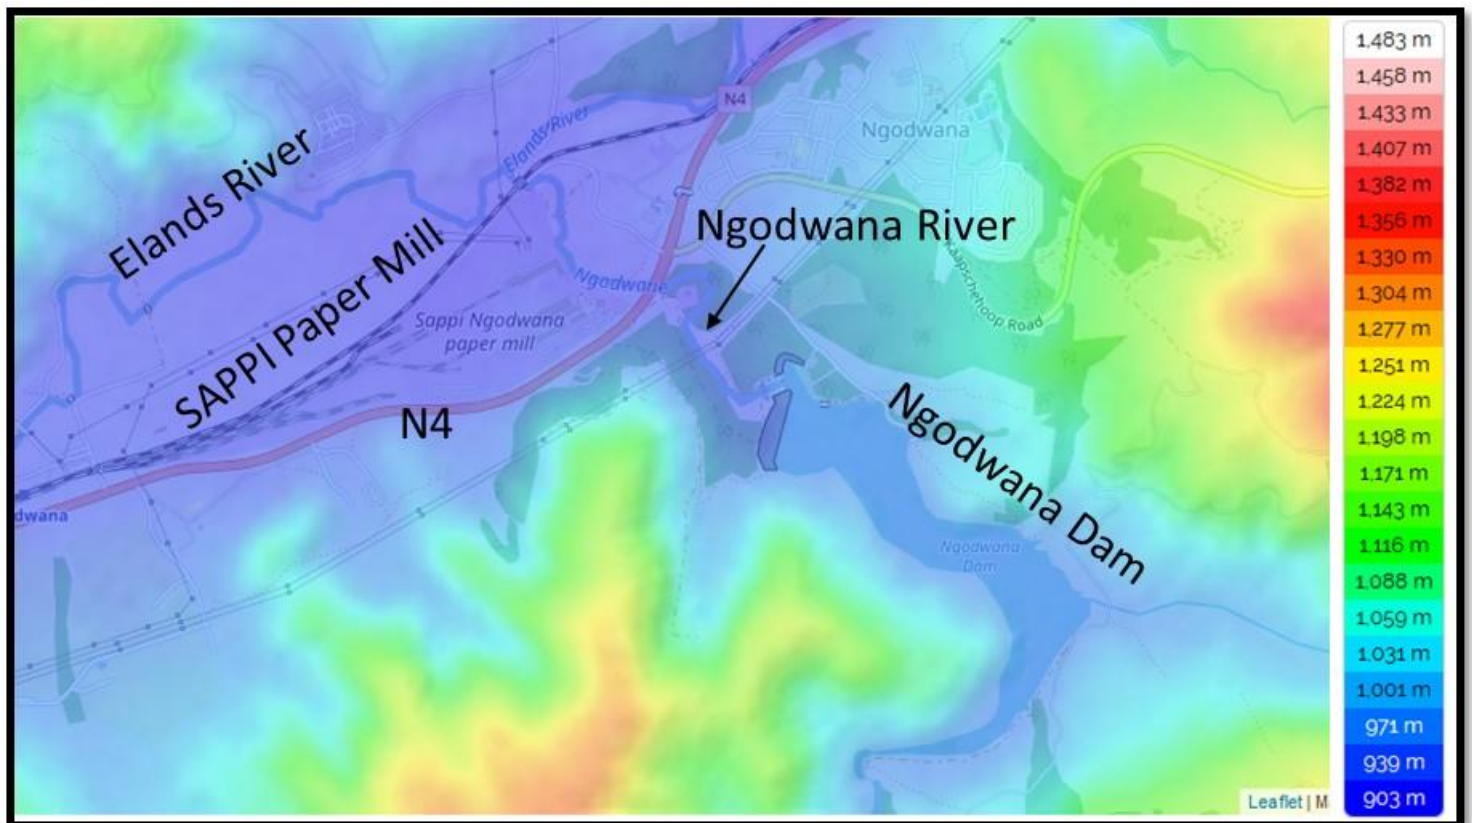 N4
Elands River
Ngodwana
Elands River
SAPPI Paper Mill
Ngodwana River
Ngodwane
Kaapschehoop Road
Sappi Ngodwana
paper mill
N4
Ngodwana Dam
dwana
Ngodwana
Dam
Leaflet | M
1,483 m
1,458 m
1,433 m
1,407 m
1,382 m
1,356 m
1,330 m
1,304 m
1,277 m
1,251 m
1,224 m
1,198 m
1,171 m
1,143 m
1,116 m
1,088 m
1,059 m
1,031 m
1,001 m
971 m
939 m
903 m